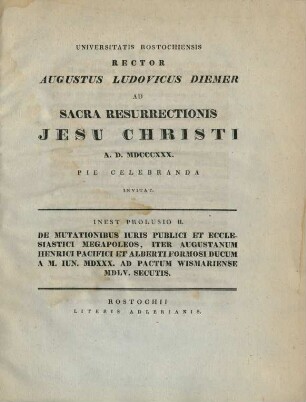 UNIVERSITATIS ROSTOCHIENSIS
RECTOR
AUGUSTUS LUDOVICUS DIEMER
AD
SACRA RESURRECTIONIS
JESU CHRISTI
A. D. MDCCCXXX.
PIE CELEBRANDA
INVITAT.
INEST PROLUSIO II.
DE MUTATIONIBUS IURIS PUBLICI ET ECCLE-
SIASTICI MEGAPOLEOS, ITER AUGUSTANUM
HENRICI PACIFICI ET ALBERTI FORMOSI DUCUM
A M. IUN. MDXXX. AD PACTUM WISMARIENSE
MDLV. SECUTIS.
ROSTOCHII
LITERIS ADLERIANIS.